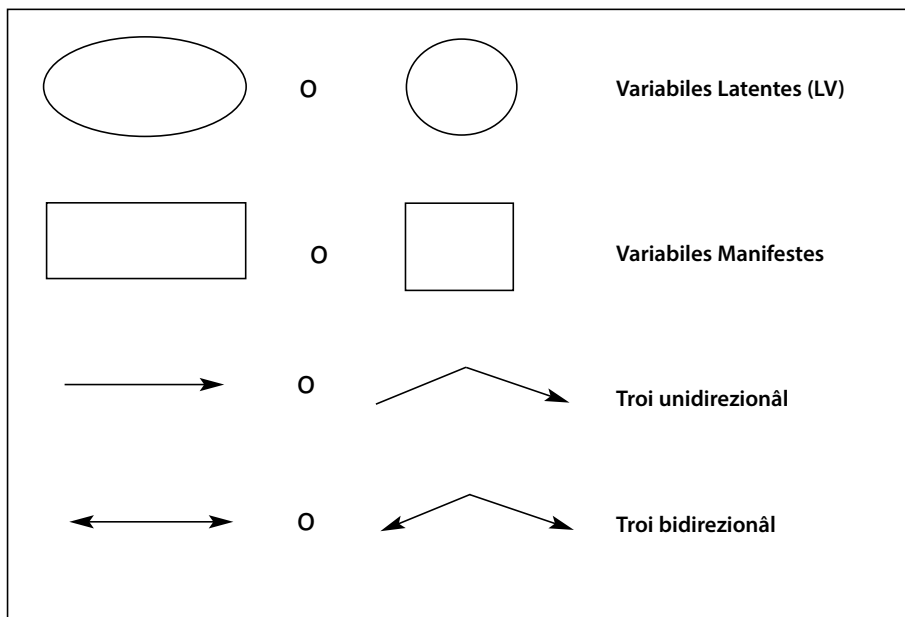 o Variabiles Latentes (LV)
o Variabiles Manifestes
o Troi unidirezionâl
o Troi bidirezionâl